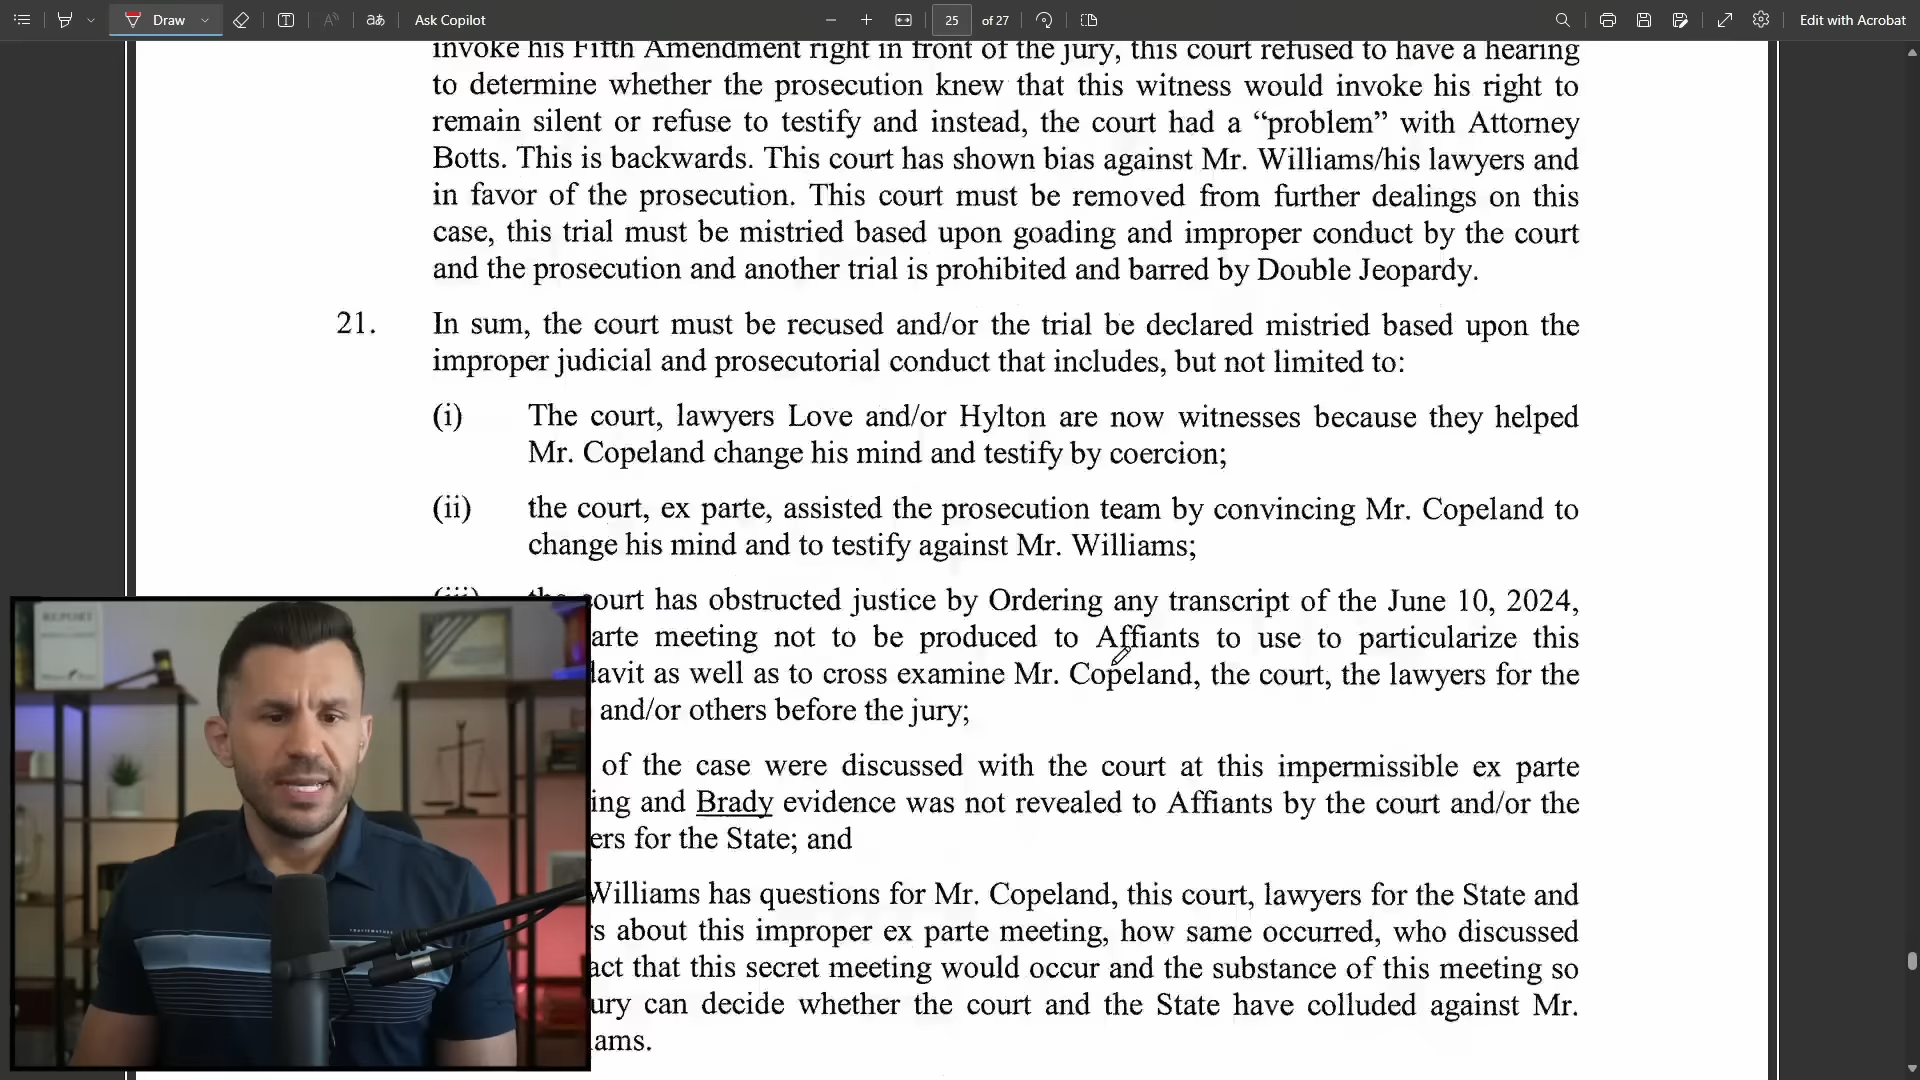 Draw
aあ
Ask Copilot
25
of 27
Edit with Acrobat
invoke his Fifth Amendment right in front of the jury, this court refused to have a hearing
to determine whether the prosecution knew that this witness would invoke his right to
remain silent or refuse to testify and instead, the court had a “problem” with Attorney
Botts. This is backwards. This court has shown bias against Mr. Williams/his lawyers and
in favor of the prosecution. This court must be removed from further dealings on this
case, this trial must be mistried based upon goading and improper conduct by the court
and the prosecution and another trial is prohibited and barred by Double Jeopardy.
21. In sum, the court must be recused and/or the trial be declared mistried based upon the
improper judicial and prosecutorial conduct that includes, but not limited to:
(i) The court, lawyers Love and/or Hylton are now witnesses because they helped
Mr. Copeland change his mind and testify by coercion;
(ii) the court, ex parte, assisted the prosecution team by convincing Mr. Copeland to
change his mind and to testify against Mr. Williams;
(iii) the court has obstructed justice by Ordering any transcript of the June 10, 2024,
arte meeting not to be produced to Affiants to use to particularize this
davit as well as to cross examine Mr. Copeland, the court, the lawyers for the
and/or others before the jury;
of the case were discussed with the court at this impermissible ex parte
ing and Brady evidence was not revealed to Affiants by the court and/or the
ers for the State; and
Williams has questions for Mr. Copeland, this court, lawyers for the State and
s about this improper ex parte meeting, how same occurred, who discussed
act that this secret meeting would occur and the substance of this meeting so
ury can decide whether the court and the State have colluded against Mr.
ams.
REPORT